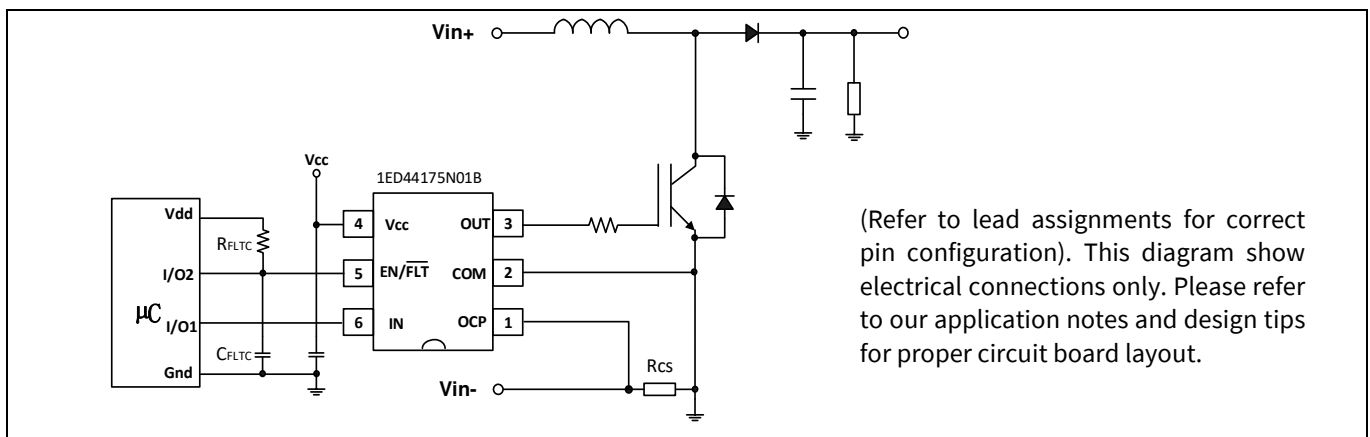 Vin+
Vcc
1ED44175N01B
Vdd
RFLTC
I/O2
μC
I/O1
CFLTC
Gnd
4 Vcc OUT 3
5 EN/FLT COM 2
6 IN OCP 1
Rcs
Vin-
(Refer to lead assignments for correct
pin configuration). This diagram show
electrical connections only. Please refer
to our application notes and design tips
for proper circuit board layout.